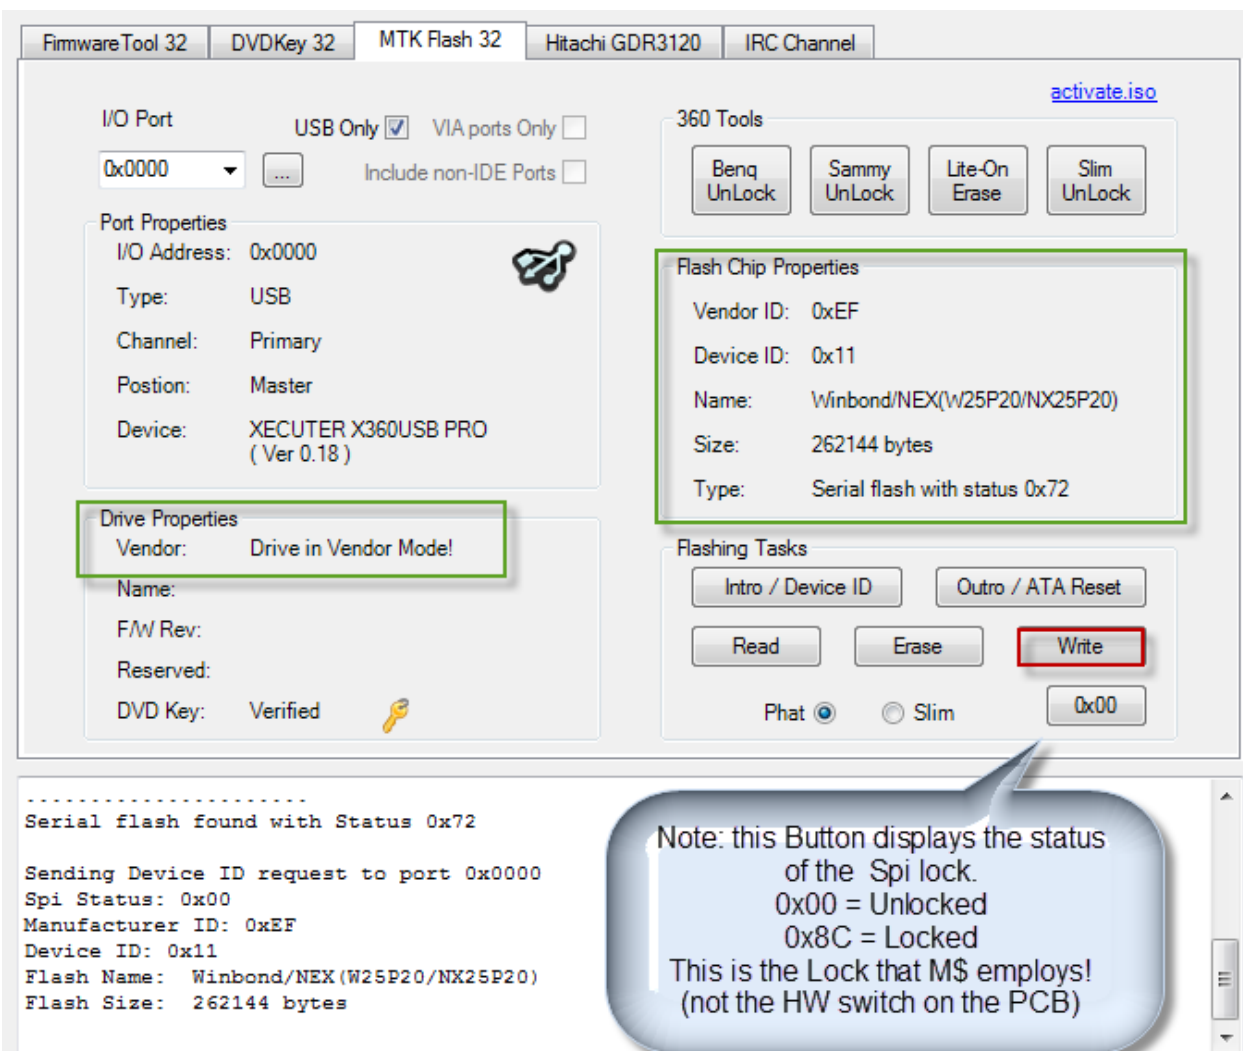 FirmwareTool 32
DVDKey 32
MTK Flash 32
Hitachi GDR3120
IRC Channel
activate.iso
I/O Port
USB Only
VIA ports Only
0x0000
...
Include non-IDE Ports
Port Properties
I/O Address: 0x0000
Type: USB
Channel: Primary
Postion: Master
Device: XECUTER X360USB PRO
( Ver 0.18 )
Drive Properties
Vendor: Drive in Vendor Mode!
Name:
F/W Rev:
Reserved:
DVD Key: Verified
360 Tools
Benq
UnLock
Sammy
UnLock
Lite-On
Erase
Slim
UnLock
Flash Chip Properties
Vendor ID: 0xEF
Device ID: 0x11
Name: Winbond/NEX(W25P20/NX25P20)
Size: 262144 bytes
Type: Serial flash with status 0x72
Flashing Tasks
Intro / Device ID
Outro / ATA Reset
Read
Erase
Write
Phat
Slim
0x00
. . . . . . . . . . . . . . . . . . . . . .
Serial flash found with Status 0x72
Sending Device ID request to port 0x0000
Spi Status: 0x00
Manufacturer ID: 0xEF
Device ID: 0x11
Flash Name:  Winbond/NEX(W25P20/NX25P20)
Flash Size:  262144 bytes
Note: this Button displays the status
of the Spi lock.
0x00 = Unlocked
0x8C = Locked
This is the Lock that M$ employs!
(not the HW switch on the PCB)